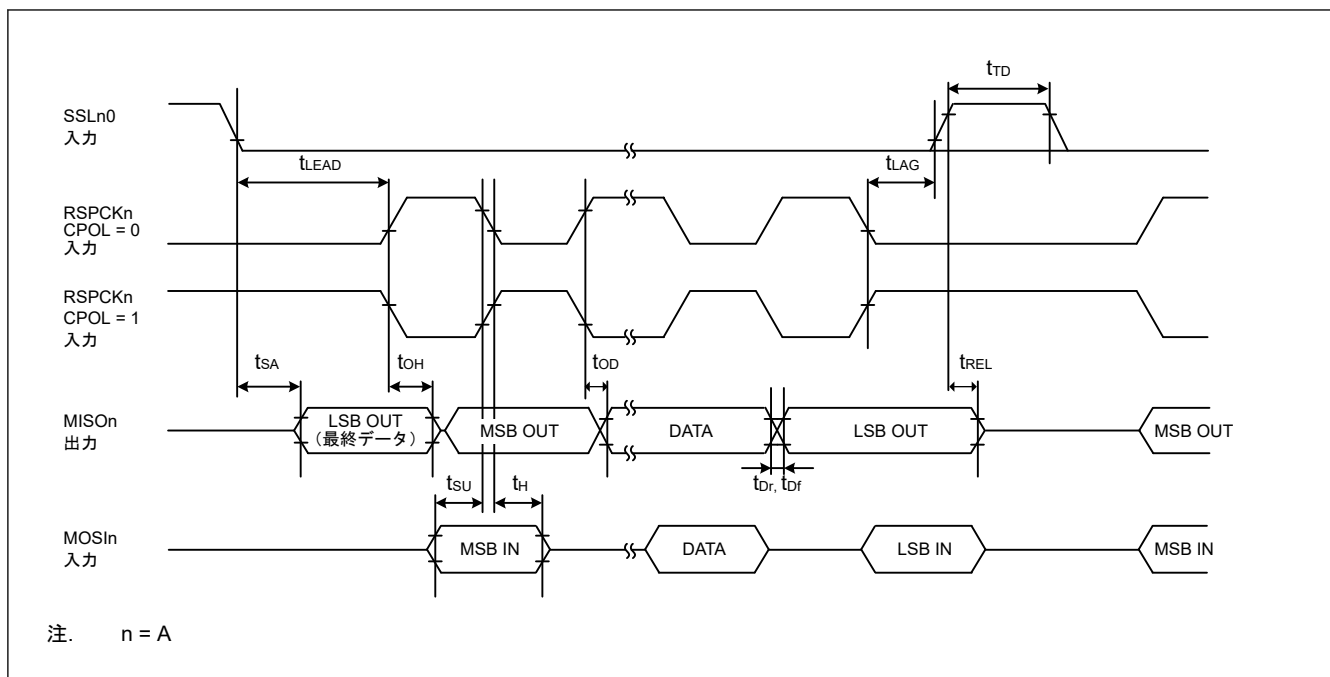 tTD
SSLn0
入力
tLEAD
tLAG
RSPCKn
CPOL = 0
入力
RSPCKn
CPOL = 1
入力
tSA
tOH
tOD
tREL
MISOn
出力
LSB OUT
（最終データ）
MSB OUT
DATA
LSB OUT
MSB OUT
tSU
tH
tDr, tDf
MOSIn
入力
MSB IN
DATA
LSB IN
MSB IN
注. n = A